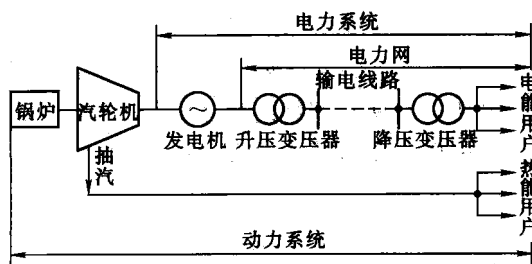 电力系统
电力网
输电线路
锅炉
汽轮机
发电机
升压变压器
降压变压器
电能用户
抽汽
热能用户
动力系统